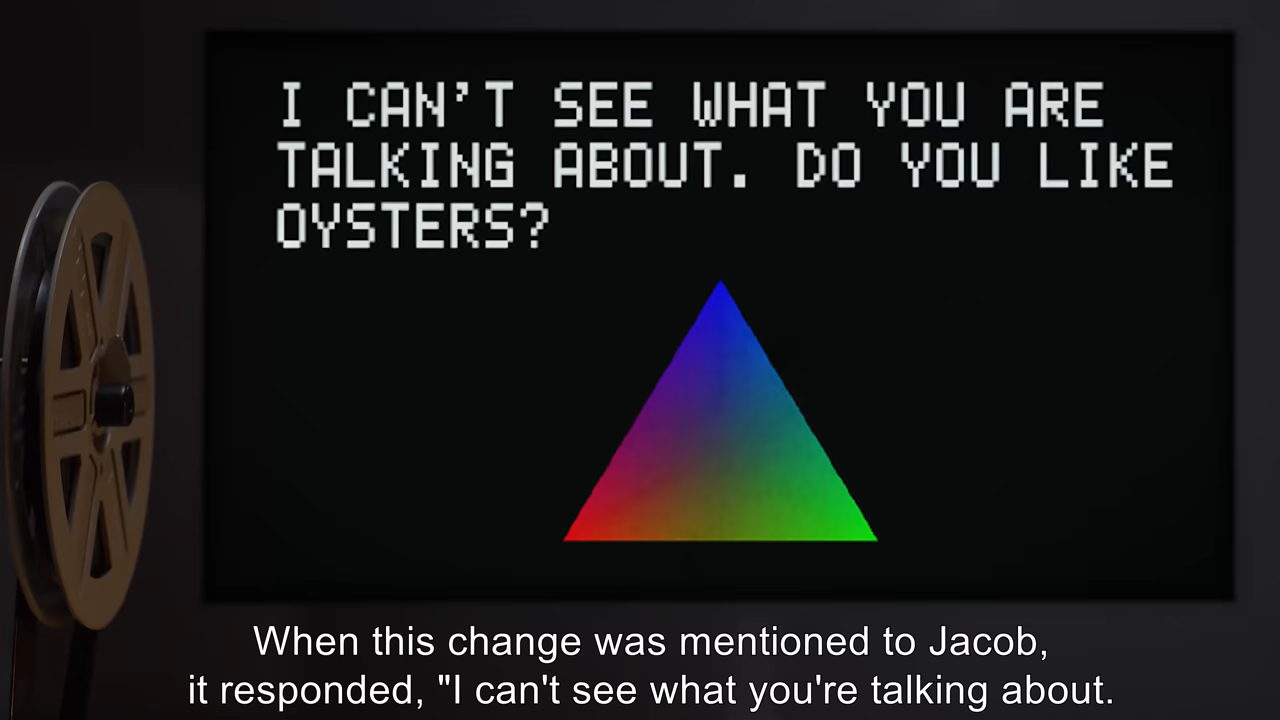 I CAN'T SEE WHAT YOU ARE
TALKING ABOUT. DO YOU LIKE
OYSTERS?
When this change was mentioned to Jacob,
it responded, "I can't see what you're talking about.